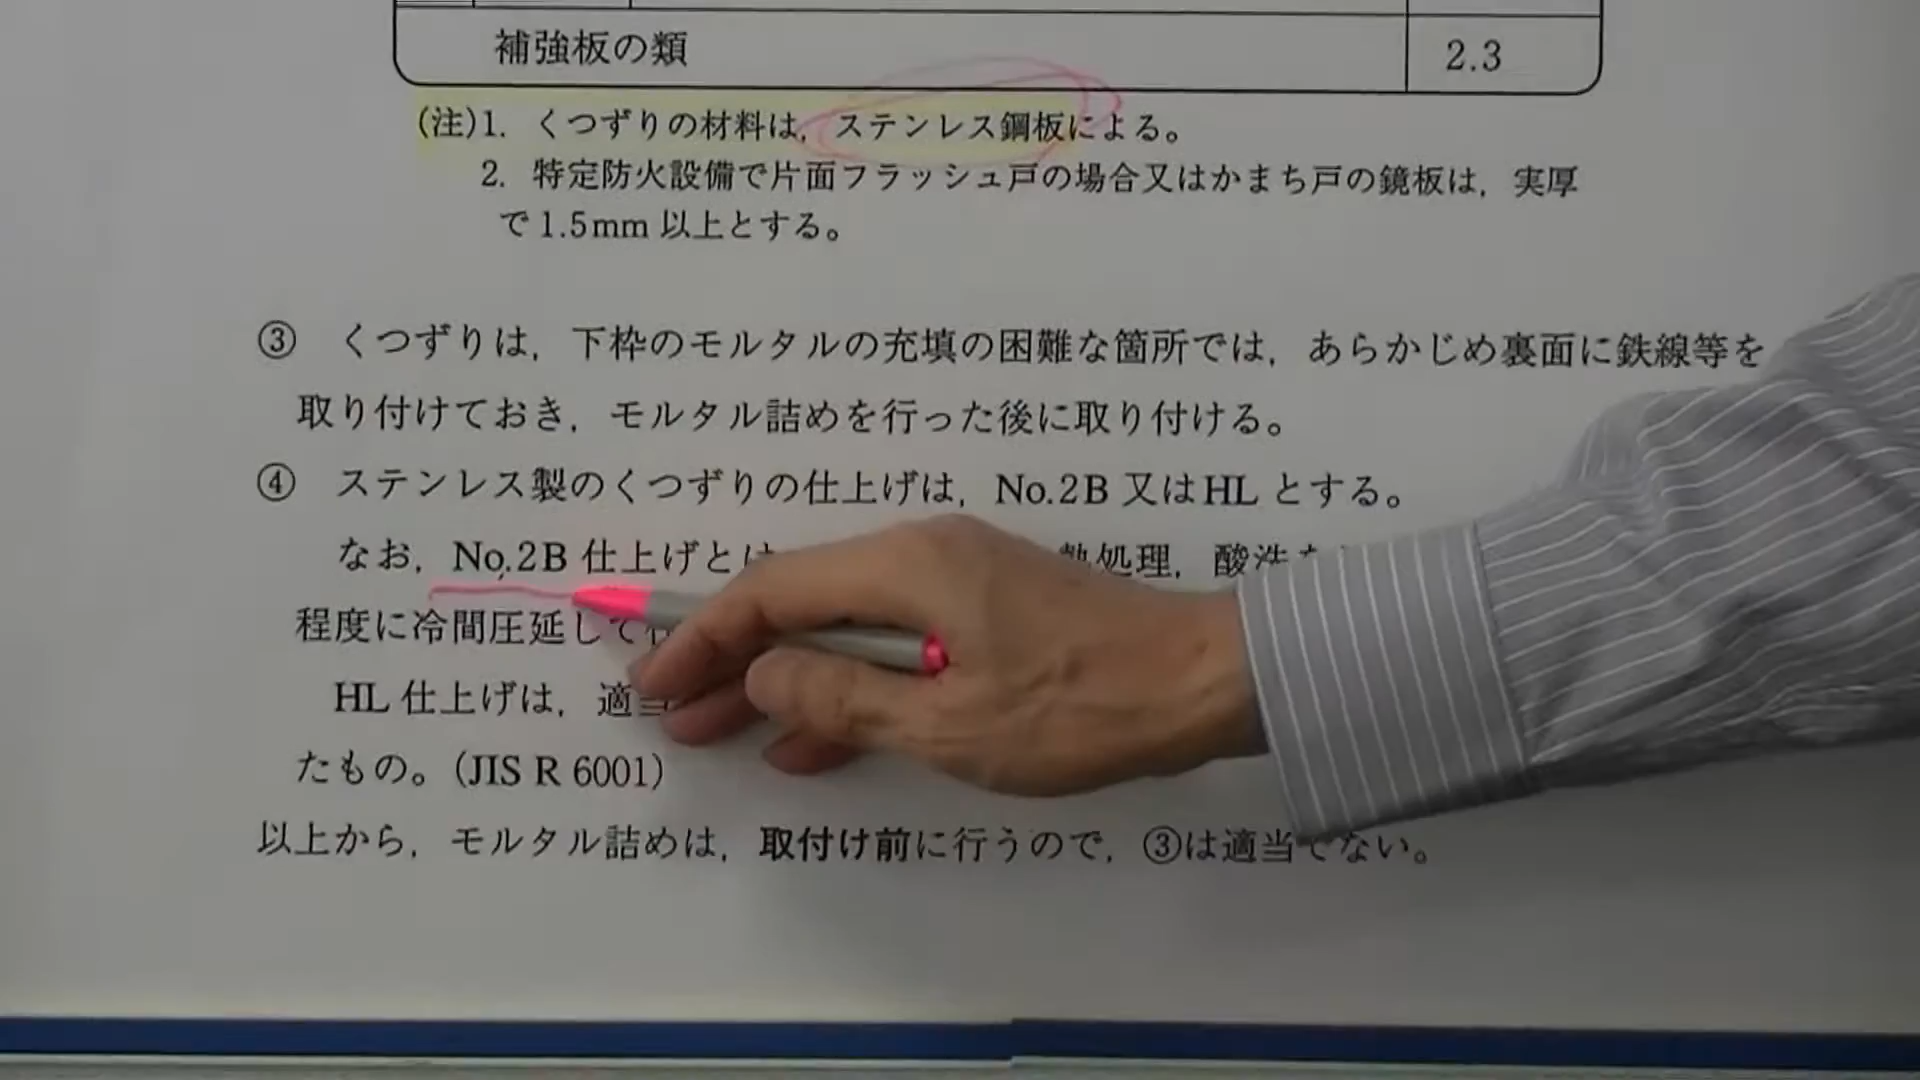 補強板の類 2.3
(注)1. くつずりの材料は，ステンレス鋼板による。
2. 特定防火設備で片面フラッシュ戸の場合又はかまち戸の鏡板は，実厚
で1.5mm 以上とする。
③ くつずりは，下枠のモルタルの充填の困難な箇所では，あらかじめ裏面に鉄線等を
取り付けておき，モルタル詰めを行った後に取り付ける。
④ ステンレス製のくつずりの仕上げは，No.2B 又はHL とする。
なお，No.2B 仕上げとは 熱処理，酸洗
程度に冷間圧延して
HL 仕上げは，適当
たもの。(JIS R 6001)
以上から，モルタル詰めは，取付け前に行うので，③は適当でない。